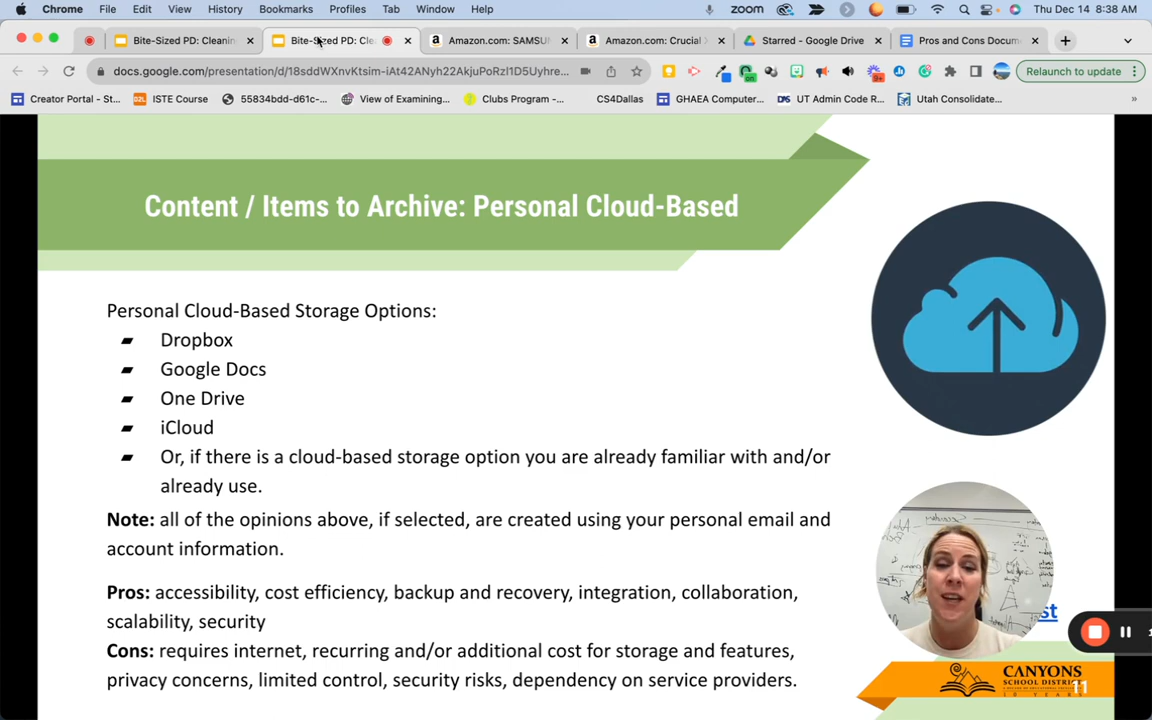 Chrome File Edit View History Bookmarks Profiles Tab Window Help zoom Thu Dec 14 8:38 AM
Bite-Sized PD: Cleanin Bite-Sized PD: Cle Amazon.com: SAMSU Amazon.com: Crucial Starred - Google Drive Pros and Cons Docum
docs.google.com/presentation/d/18sddWXnvKtsim-iAt42ANyh22AkjuPoRzl1D5Uyhre... on 9+ Relaunch to update
Creator Portal - St... D2L ISTE Course 55834bdd-d61c-... View of Examining... Clubs Program -... CS4Dallas GHAEA Computer... UT Admin Code R... Utah Consolidate... »
Content / Items to Archive: Personal Cloud-Based
Personal Cloud-Based Storage Options:
Dropbox
Google Docs
One Drive
iCloud
Or, if there is a cloud-based storage option you are already familiar with and/or
already use.
Note: all of the opinions above, if selected, are created using your personal email and
account information.
Pros: accessibility, cost efficiency, backup and recovery, integration, collaboration,
scalability, security
Cons: requires internet, recurring and/or additional cost for storage and features,
privacy concerns, limited control, security risks, dependency on service providers.
st
CANYONS
SCHOOL DISTRI
11